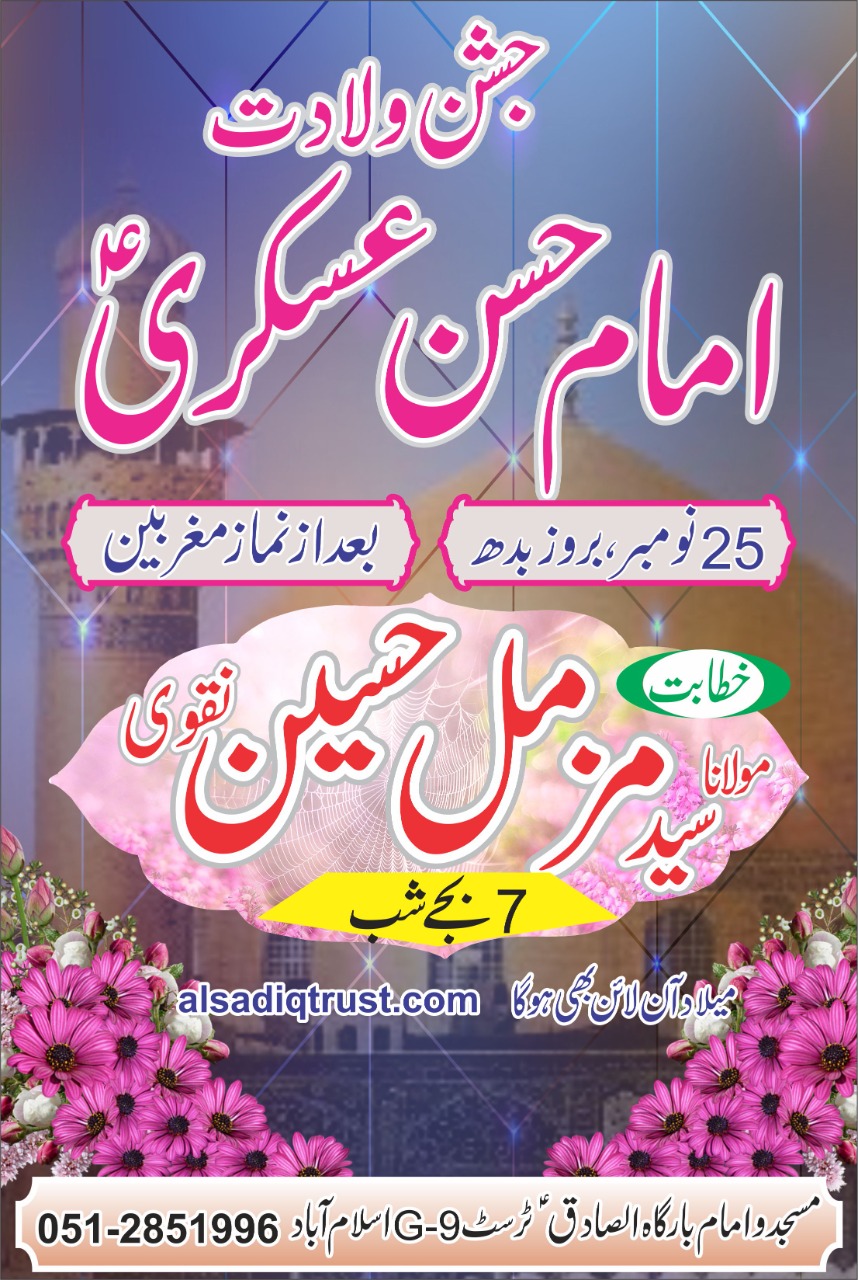 جشن ولادت
امام حسن عسکریؑ
25 نومبر، بروز بدھ
بعد از نماز مغربین
خطابت
مولانا سید مزمل حسین نقوی
7 بجے شب
میلاد آن لائن بھی ہوگا alsadiqtrust.com
مسجد و امام بارگاہ الصادقؑ ٹرسٹ G-9 اسلام آباد 051-2851996